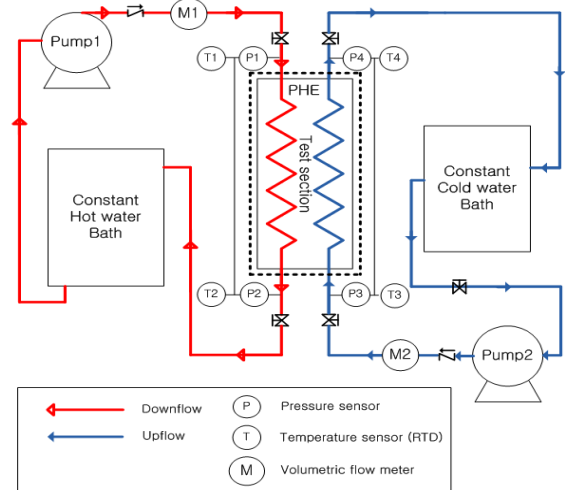 Pump1
M1
T1
P1
P4
T4
PHE
Test section
Constant
Hot water
Bath
Constant
Cold water
Bath
T2
P2
P3
T3
M2
Pump2
Downflow
P
Pressure sensor
Upflow
T
Temperature sensor (RTD)
M
Volumetric flow meter